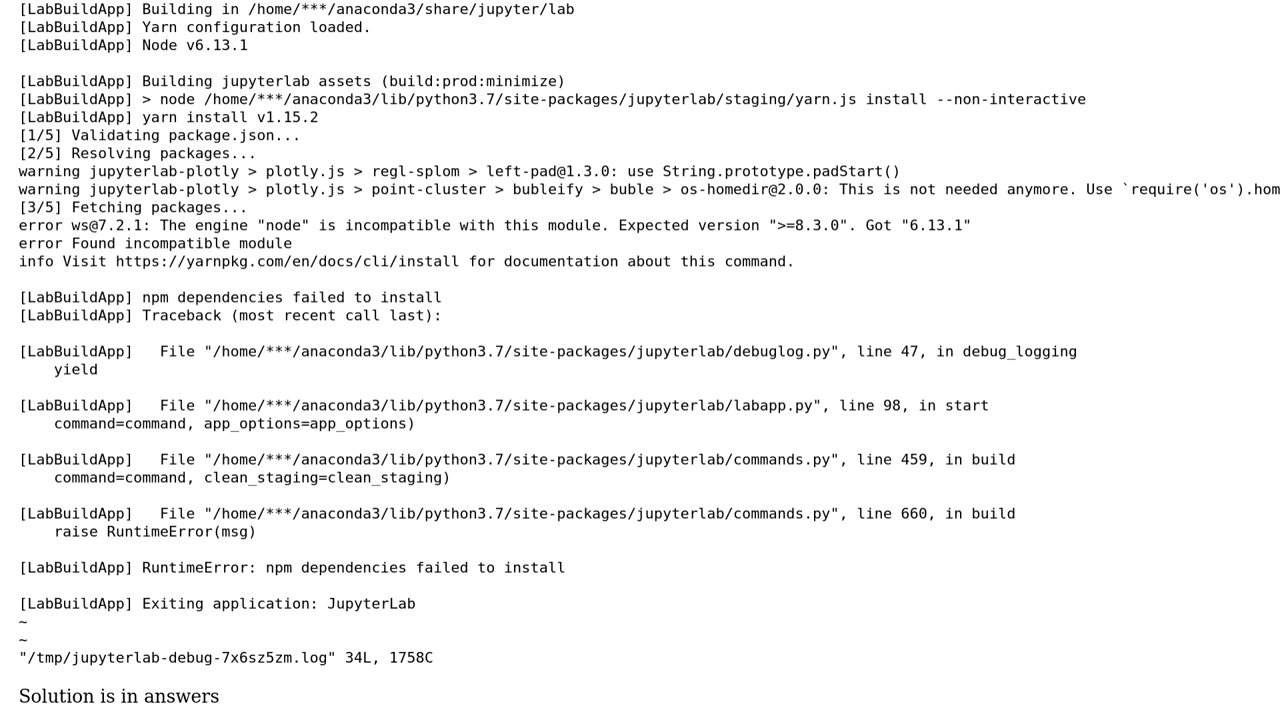 [LabBuildApp] Building in /home/***/anaconda3/share/jupyter/lab
[LabBuildApp] Yarn configuration loaded.
[LabBuildApp] Node v6.13.1
[LabBuildApp] Building jupyterlab assets (build:prod:minimize)
[LabBuildApp] > node /home/***/anaconda3/lib/python3.7/site-packages/jupyterlab/staging/yarn.js install --non-interactive
[LabBuildApp] yarn install v1.15.2
[1/5] Validating package.json...
[2/5] Resolving packages...
warning jupyterlab-plotly > plotly.js > regl-splom > left-pad@1.3.0: use String.prototype.padStart()
warning jupyterlab-plotly > plotly.js > point-cluster > bubleify > buble > os-homedir@2.0.0: This is not needed anymore. Use `require('os').hom
[3/5] Fetching packages...
error ws@7.2.1: The engine "node" is incompatible with this module. Expected version ">=8.3.0". Got "6.13.1"
error Found incompatible module
info Visit https://yarnpkg.com/en/docs/cli/install for documentation about this command.
[LabBuildApp] npm dependencies failed to install
[LabBuildApp] Traceback (most recent call last):
[LabBuildApp]   File "/home/***/anaconda3/lib/python3.7/site-packages/jupyterlab/debuglog.py", line 47, in debug_logging
    yield
[LabBuildApp]   File "/home/***/anaconda3/lib/python3.7/site-packages/jupyterlab/labapp.py", line 98, in start
    command=command, app_options=app_options)
[LabBuildApp]   File "/home/***/anaconda3/lib/python3.7/site-packages/jupyterlab/commands.py", line 459, in build
    command=command, clean_staging=clean_staging)
[LabBuildApp]   File "/home/***/anaconda3/lib/python3.7/site-packages/jupyterlab/commands.py", line 660, in build
    raise RuntimeError(msg)
[LabBuildApp] RuntimeError: npm dependencies failed to install
[LabBuildApp] Exiting application: JupyterLab
~
~
"/tmp/jupyterlab-debug-7x6sz5zm.log" 34L, 1758C
Solution is in answers